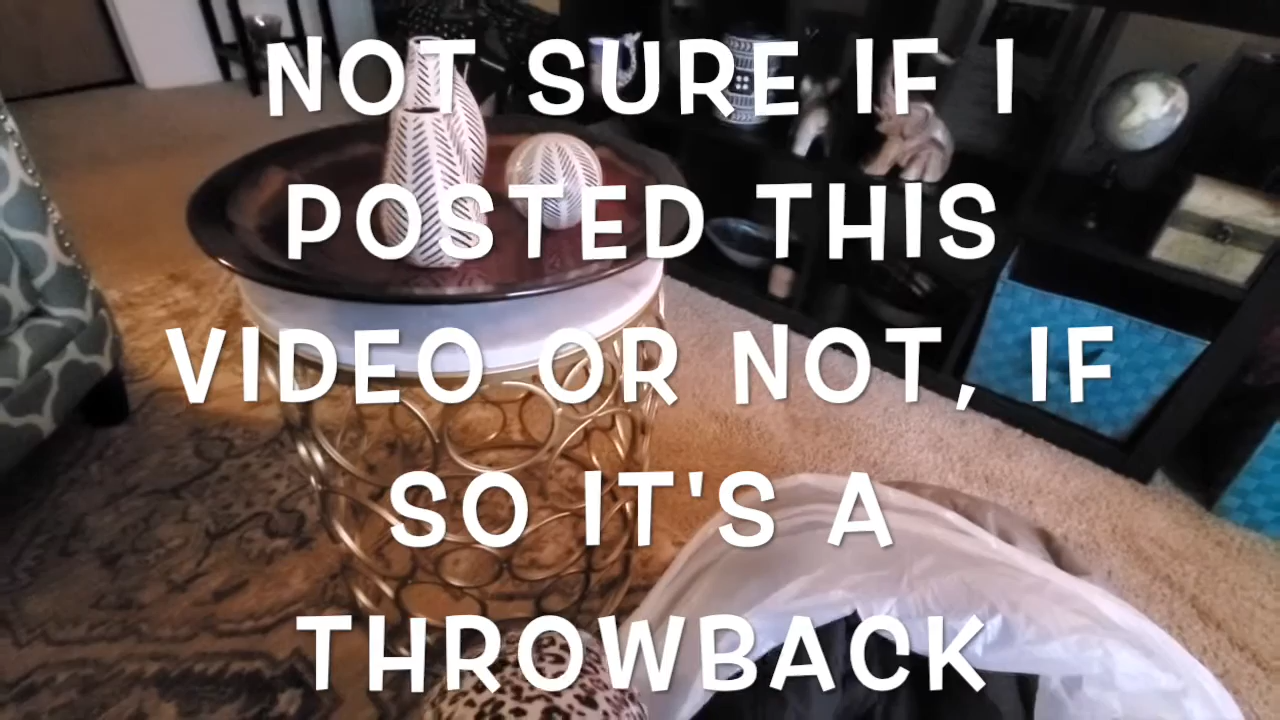 NOT SURE IF I
POSTED THIS
VIDEO OR NOT, IF
SO IT'S A
THROWBACK